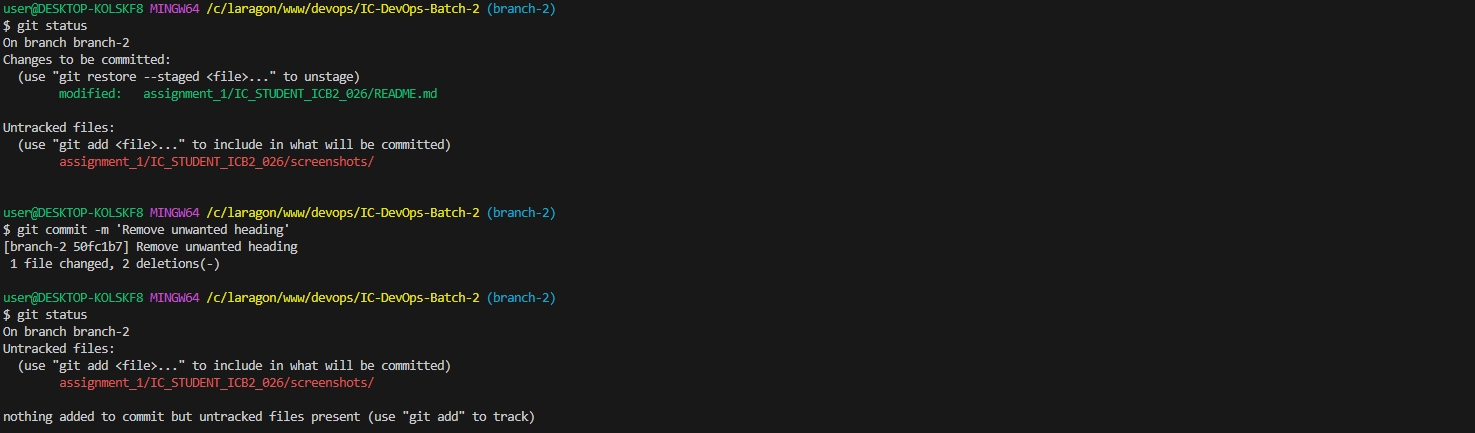 user@DESKTOP-KOLSKF8 MINGW64 /c/laragon/www/devops/IC-DevOps-Batch-2 (branch-2)
$ git status
On branch branch-2
Changes to be committed:
  (use "git restore --staged <file>..." to unstage)
        modified:   assignment_1/IC_STUDENT_ICB2_026/README.md

Untracked files:
  (use "git add <file>..." to include in what will be committed)
        assignment_1/IC_STUDENT_ICB2_026/screenshots/

user@DESKTOP-KOLSKF8 MINGW64 /c/laragon/www/devops/IC-DevOps-Batch-2 (branch-2)
$ git commit -m 'Remove unwanted heading'
[branch-2 50fc1b7] Remove unwanted heading
 1 file changed, 2 deletions(-)

user@DESKTOP-KOLSKF8 MINGW64 /c/laragon/www/devops/IC-DevOps-Batch-2 (branch-2)
$ git status
On branch branch-2
Untracked files:
  (use "git add <file>..." to include in what will be committed)
        assignment_1/IC_STUDENT_ICB2_026/screenshots/

nothing added to commit but untracked files present (use "git add" to track)